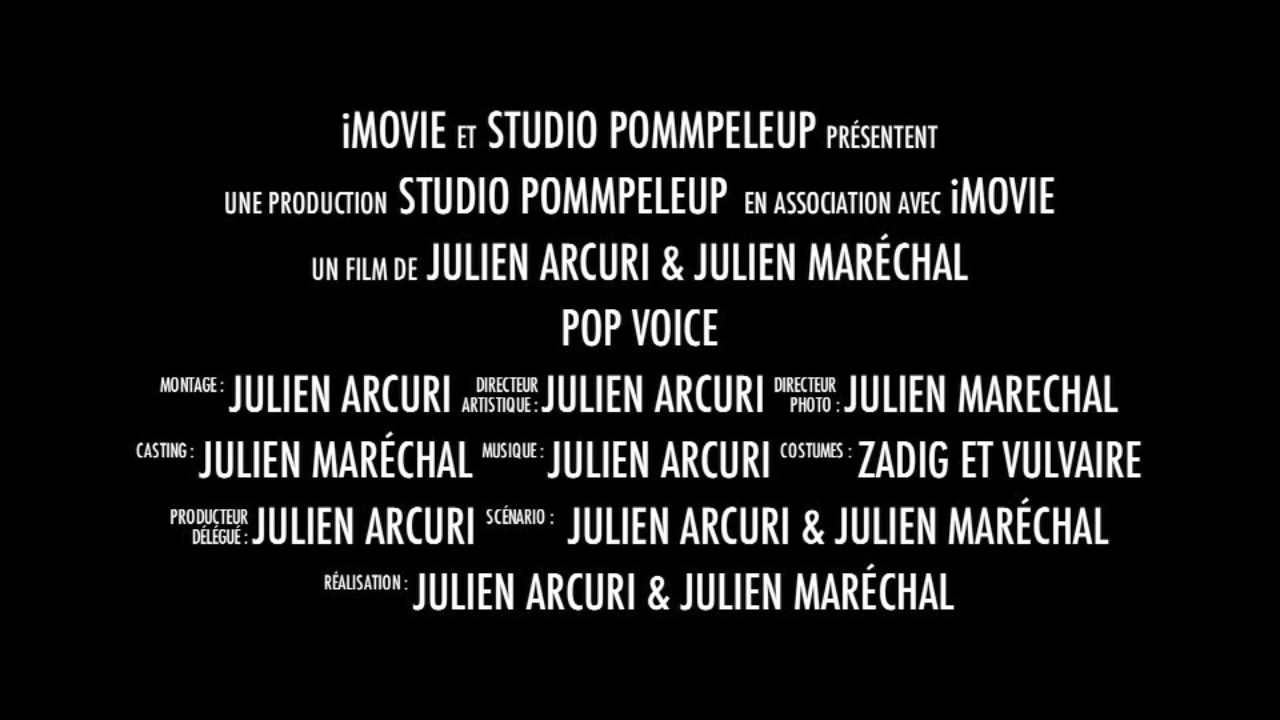 iMOVIE ET STUDIO POMMPELEUP PRÉSENTENT
UNE PRODUCTION STUDIO POMMPELEUP EN ASSOCIATION AVEC iMOVIE
UN FILM DE JULIEN ARCURI & JULIEN MARÉCHAL
POP VOICE
MONTAGE : JULIEN ARCURI DIRECTEUR ARTISTIQUE : JULIEN ARCURI DIRECTEUR PHOTO : JULIEN MARECHAL
CASTING : JULIEN MARÉCHAL MUSIQUE : JULIEN ARCURI COSTUMES : ZADIG ET VULVAIRE
PRODUCTEUR DÉLÉGUÉ : JULIEN ARCURI SCÉNARIO : JULIEN ARCURI & JULIEN MARÉCHAL
RÉALISATION : JULIEN ARCURI & JULIEN MARÉCHAL